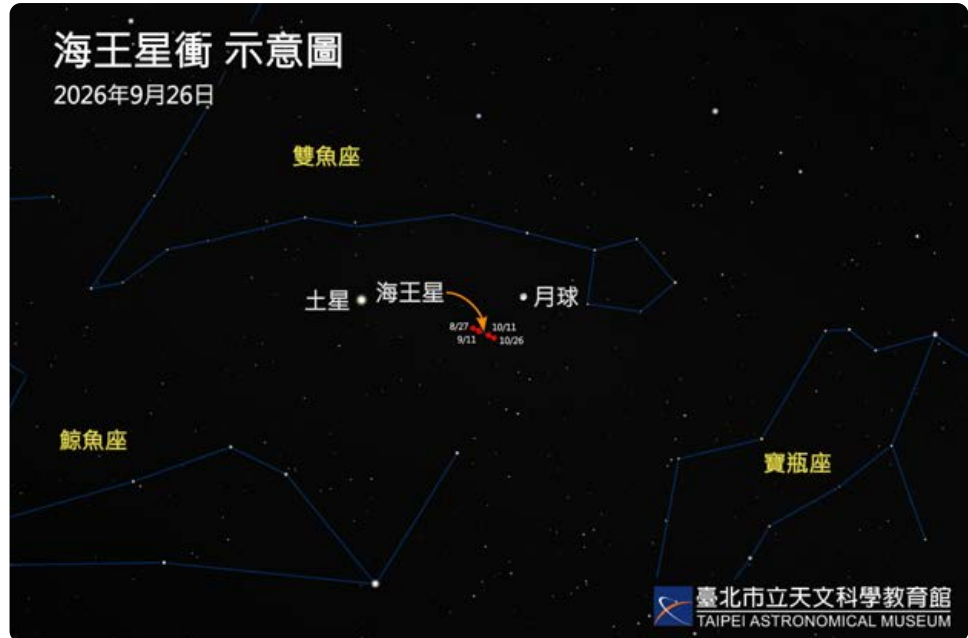 海王星衝 示意圖
2026年9月26日
雙魚座
土星
海王星
月球
8/27
10/11
9/11
10/26
鯨魚座
寶瓶座
臺北市立天文科學教育館
TAIPEI ASTRONOMICAL MUSEUM